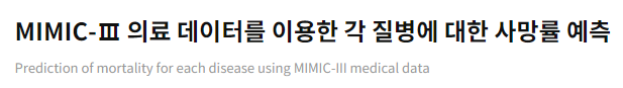 MIMIC-Ⅲ 의료 데이터를 이용한 각 질병에 대한 사망률 예측
Prediction of mortality for each disease using MIMIC-III medical data